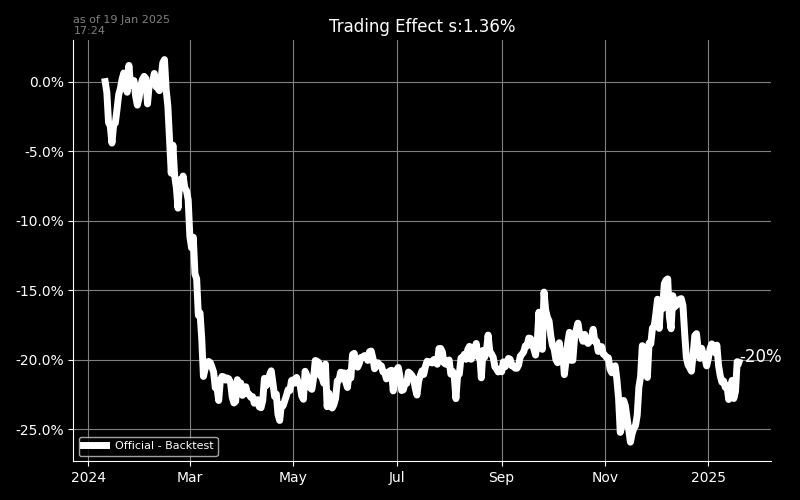 as of 19 Jan 2025
17:24
Trading Effect s:1.36%
0.0%
-5.0%
-10.0%
-15.0%
-20.0%
-25.0%
-20%
Official - Backtest
2024 Mar May Jul Sep Nov 2025